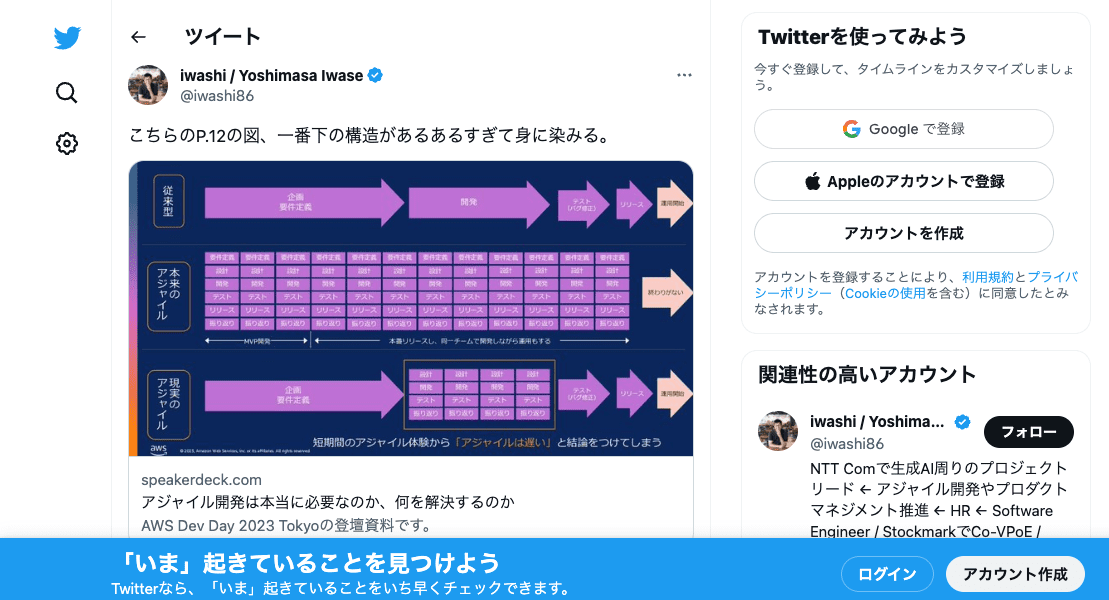 ツイート
iwashi / Yoshimasa Iwase
@iwashi86
こちらのP.12の図、一番下の構造があるあるすぎて身に染みる。
従来型
企画
要件定義
開発
テスト
(バグ修正)
リリース
運用開始
本来の
アジャイル
要件定義 要件定義 要件定義 要件定義 要件定義 要件定義 要件定義 要件定義 要件定義 要件定義 要件定義 要件定義
設計 設計 設計 設計 設計 設計 設計 設計 設計 設計 設計 設計
開発 開発 開発 開発 開発 開発 開発 開発 開発 開発 開発 開発
テスト テスト テスト テスト テスト テスト テスト テスト テスト テスト テスト テスト
リリース リリース リリース リリース リリース リリース リリース リリース リリース リリース リリース リリース
振り返り 振り返り 振り返り 振り返り 振り返り 振り返り 振り返り 振り返り 振り返り 振り返り 振り返り 振り返り
終わりがない
MVP開発
本番リリースし、同一チームで開発しながら運用もする
現実の
アジャイル
企画
要件定義
設計 設計 設計 設計
開発 開発 開発 開発
テスト テスト テスト テスト
振り返り 振り返り 振り返り 振り返り
テスト
(バグ修正)
リリース
運用開始
短期間のアジャイル体験から「アジャイルは遅い」と結論をつけてしまう
aws
© 2023, Amazon Web Services, Inc. or its affiliates. All rights reserved.
speakerdeck.com
アジャイル開発は本当に必要なのか、何を解決するのか
AWS Dev Day 2023 Tokyoの登壇資料です。
Twitterを使ってみよう
今すぐ登録して、タイムラインをカスタマイズしましょ
う。
Google で登録
Appleのアカウントで登録
アカウントを作成
アカウントを登録することにより、利用規約とプライバ
シーポリシー（Cookieの使用を含む）に同意したとみ
なされます。
関連性の高いアカウント
iwashi / Yoshima...
@iwashi86
フォロー
NTT Comで生成AI周りのプロジェクト
リード ← アジャイル開発やプロダクト
マネジメント推進 ← HR ← Software
Engineer / StockmarkでCo-VPoE /
「いま」起きていることを見つけよう
Twitterなら、「いま」起きていることをいち早くチェックできます。
ログイン
アカウント作成